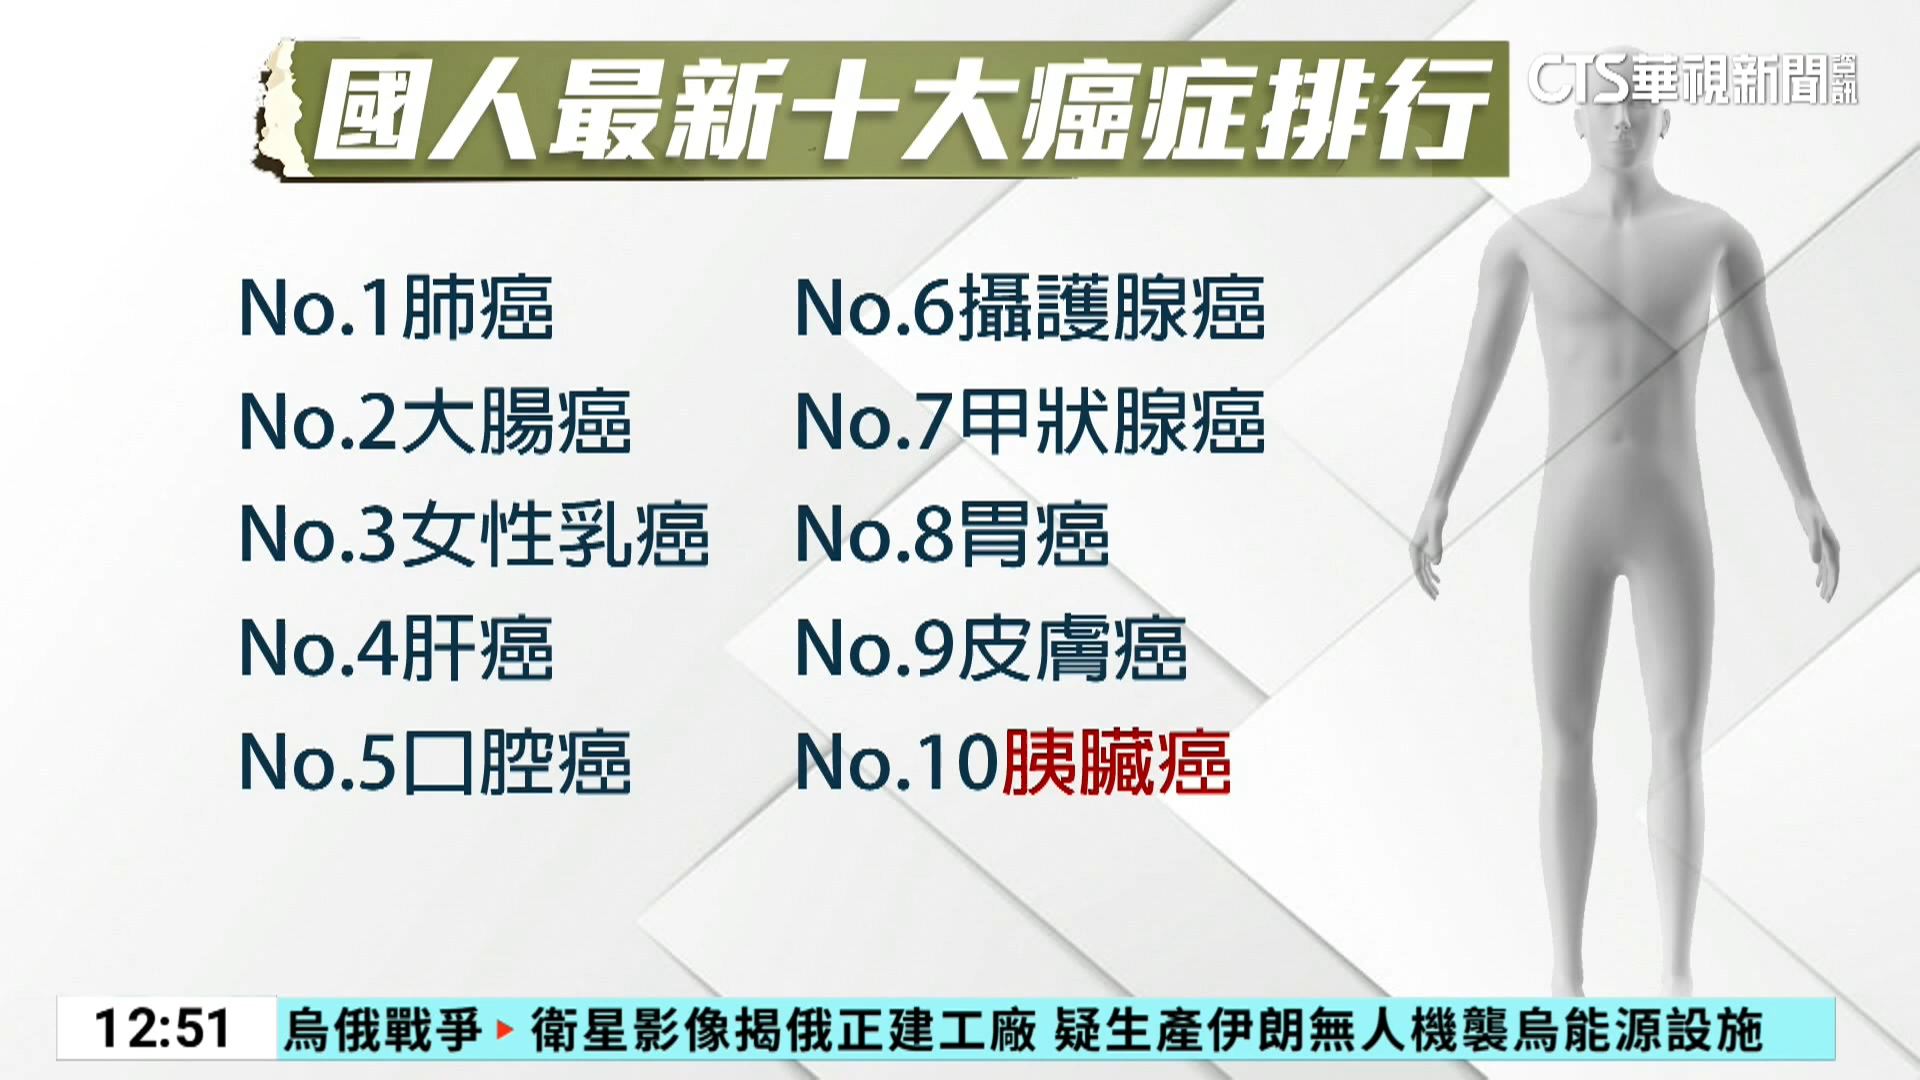 國人最新十大癌症排行
CTS華視新聞資訊
No.1肺癌
No.2大腸癌
No.3女性乳癌
No.4肝癌
No.5口腔癌
No.6攝護腺癌
No.7甲狀腺癌
No.8胃癌
No.9皮膚癌
No.10胰臟癌
12:51
烏俄戰爭▶衛星影像揭俄正建工廠 疑生產伊朗無人機襲烏能源設施